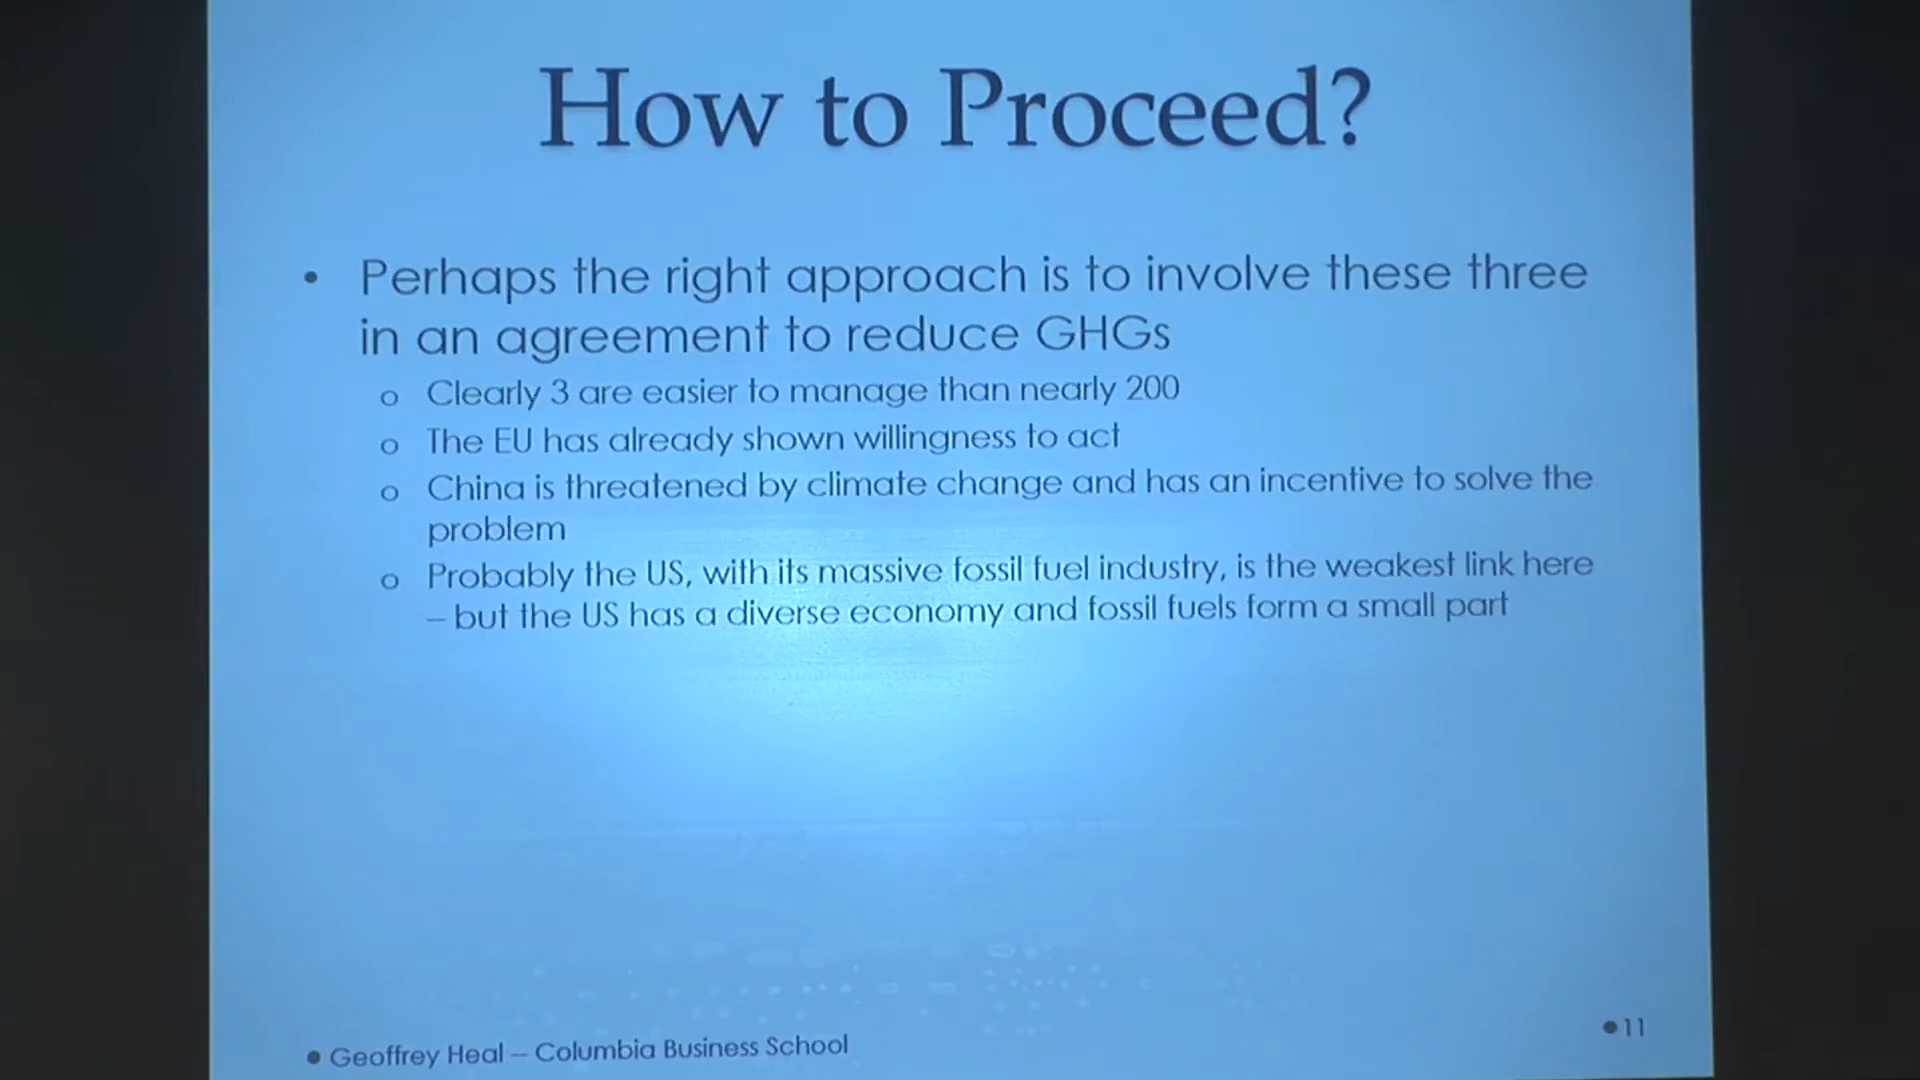 How to Proceed?
• Perhaps the right approach is to involve these three
in an agreement to reduce GHGs
o Clearly 3 are easier to manage than nearly 200
o The EU has already shown willingness to act
o China is threatened by climate change and has an incentive to solve the
problem
o Probably the US, with its massive fossil fuel industry, is the weakest link here
– but the US has a diverse economy and fossil fuels form a small part
• Geoffrey Heal – Columbia Business School
• 11